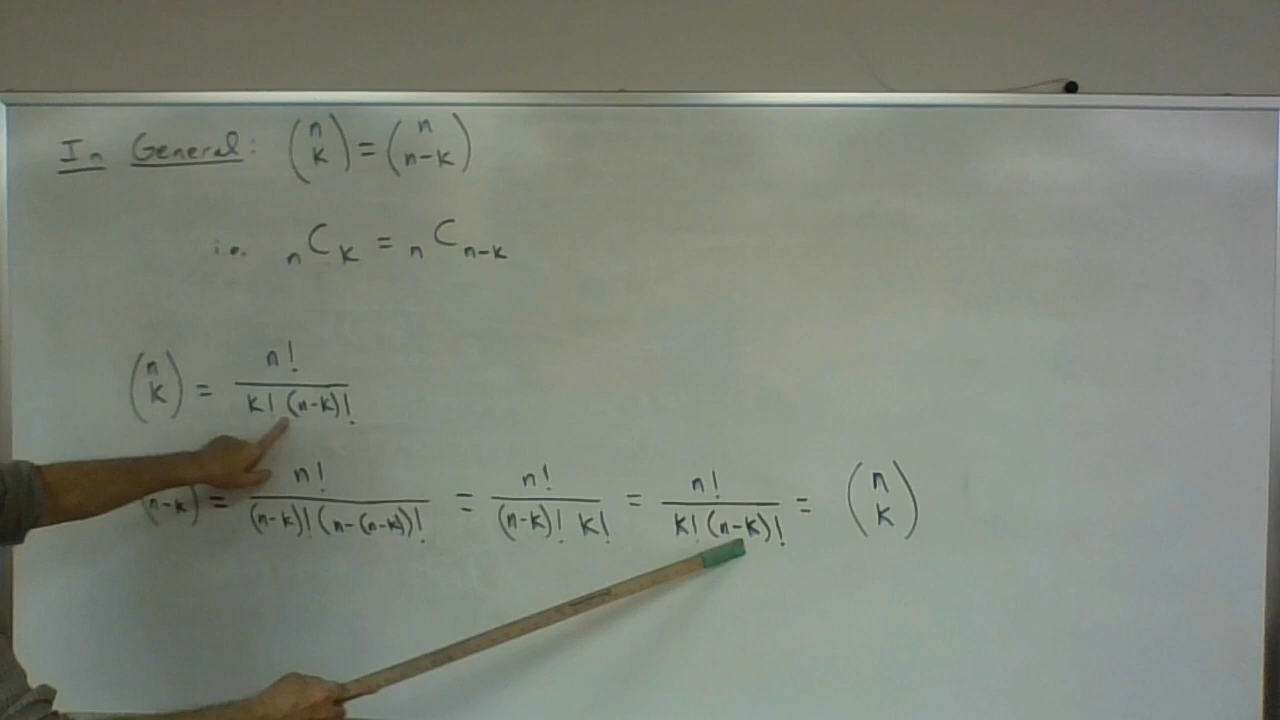 In General: (n k) = (n n-k)
i.e. nCk = nCn-k
(n k) = n! / k! (n-k)!
(n-k) = n! / (n-k)! (n-(n-k))! = n! / (n-k)! k! = n! / k! (n-k)! = (n k)